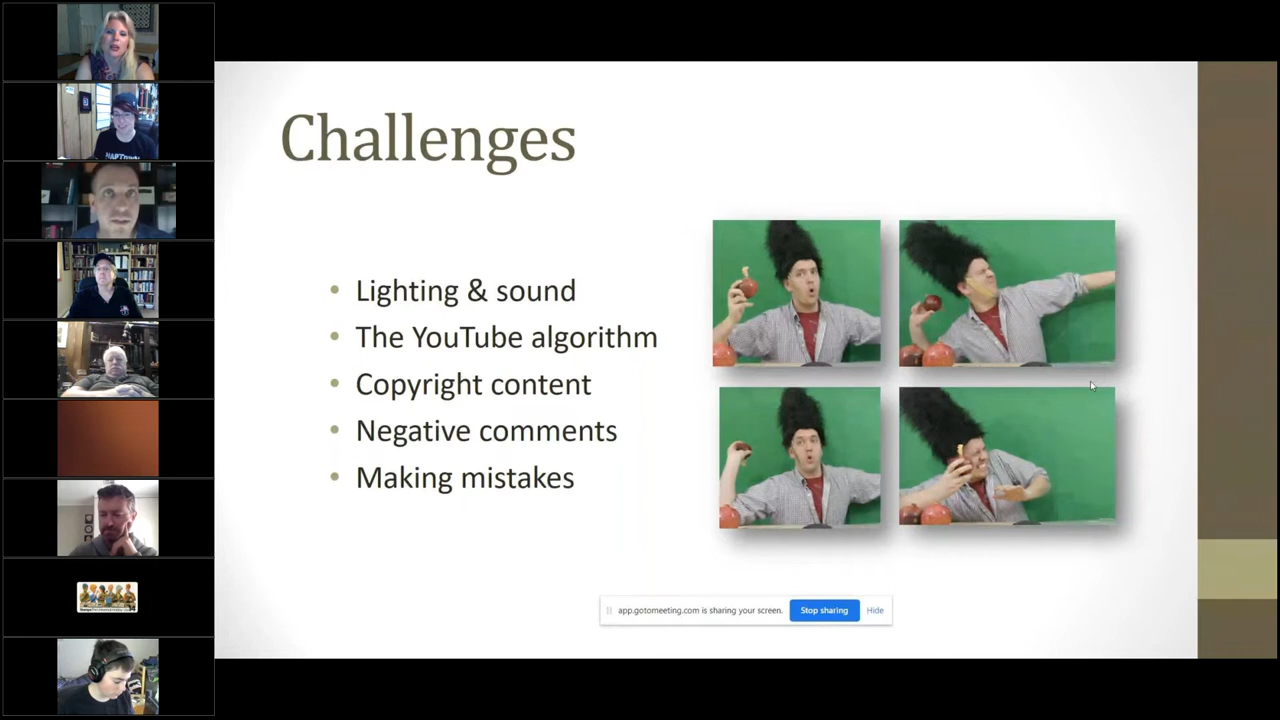 Challenges
• Lighting & sound
• The YouTube algorithm
• Copyright content
• Negative comments
• Making mistakes
app.gotomeeting.com is sharing your screen.
Stop sharing
Hide